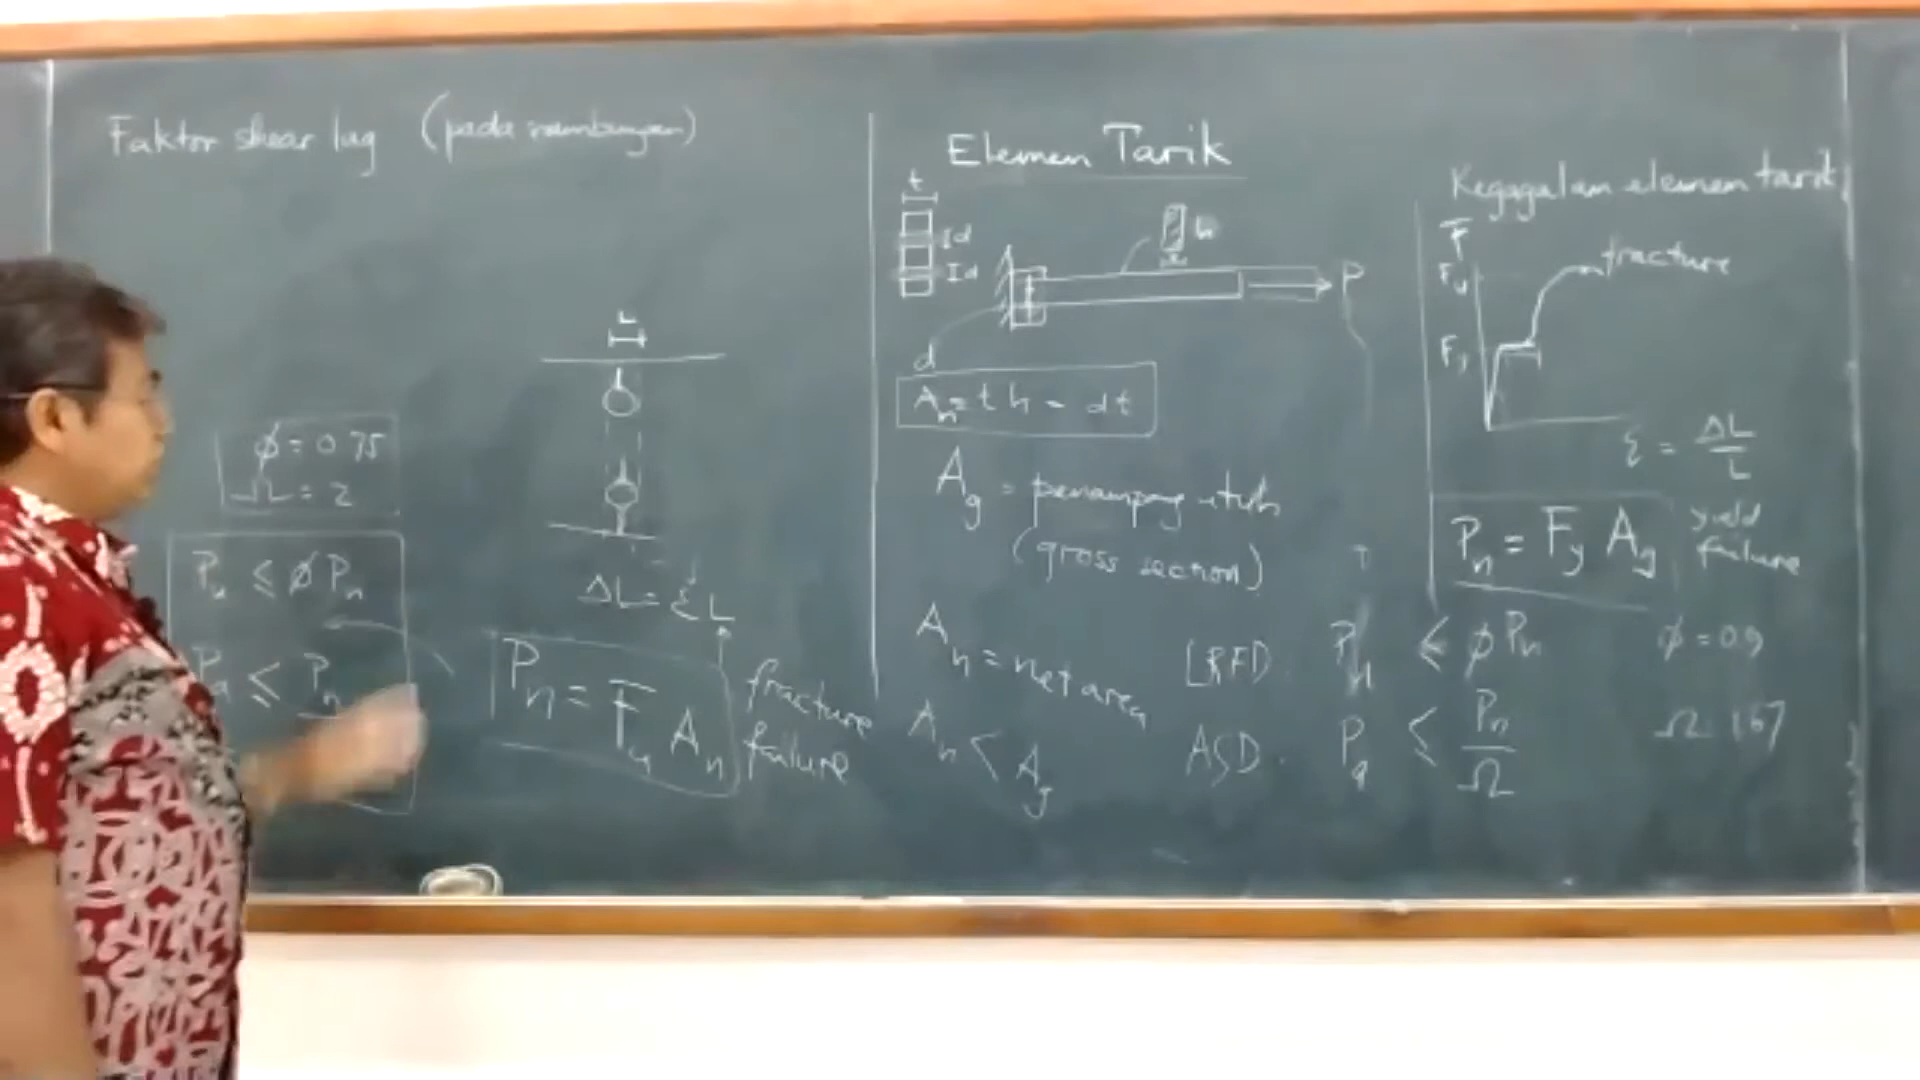 Faktor shear lag (pada sambungan)
L
ϕ = 0.75
Ω = 2
Pu ≤ ϕ Pn
Pa ≤ Pn
ΔL = ε L
Pn = Fu An
fracture
failure
Elemen Tarik
t
Id
Id
h
P
d
An = t h - dt
Ag = penampang utuh
(gross section)
An = net area
An < Ag
LRFD. Pu ≤ ϕ Pn ϕ = 0.9
ASD. Pa ≤ Pn/Ω Ω 1.67
Kegagalan elemen tarik
F
Fu
fracture
Fy
ε = ΔL/L
Pn = Fy Ag
yield
failure